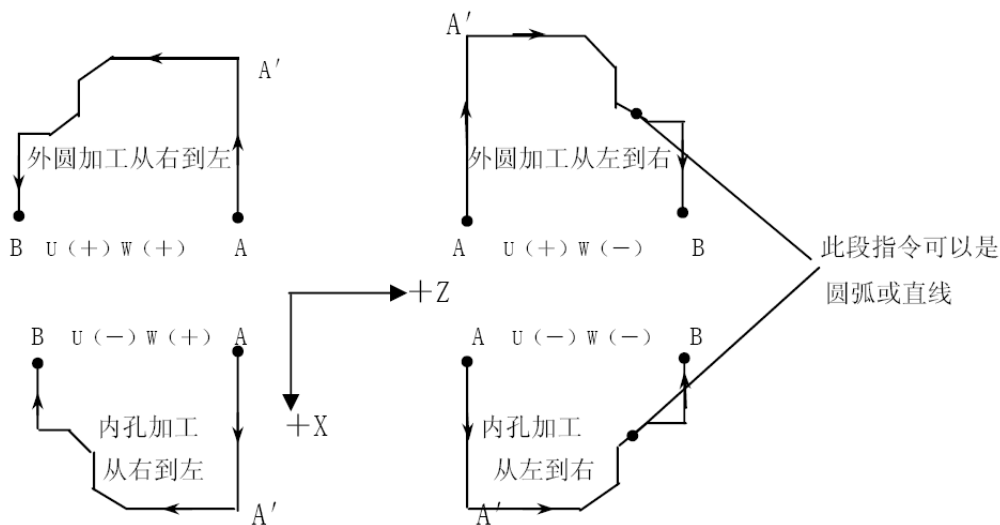 A′
A′
外圆加工从右到左
外圆加工从左到右
B U(+)W(+) A
A U(+)W(-) B
此段指令可以是
圆弧或直线
+Z
+X
B U(-)W(+) A
A U(-)W(-) B
内孔加工
从右到左
内孔加工
从左到右
A′
A′